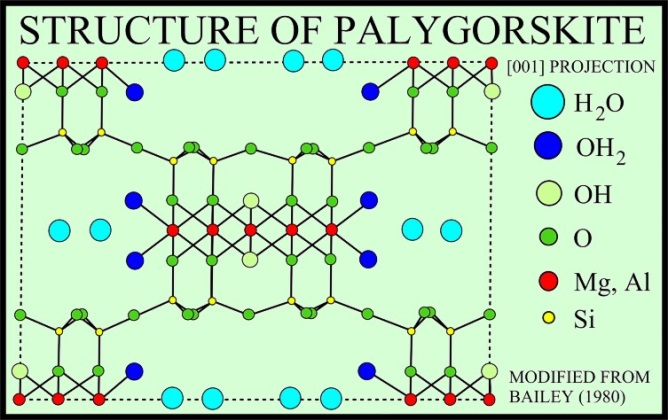 STRUCTURE OF PALYGORSKITE
[001] PROJECTION
H₂O
OH₂
OH
O
Mg, Al
Si
MODIFIED FROM
BAILEY (1980)